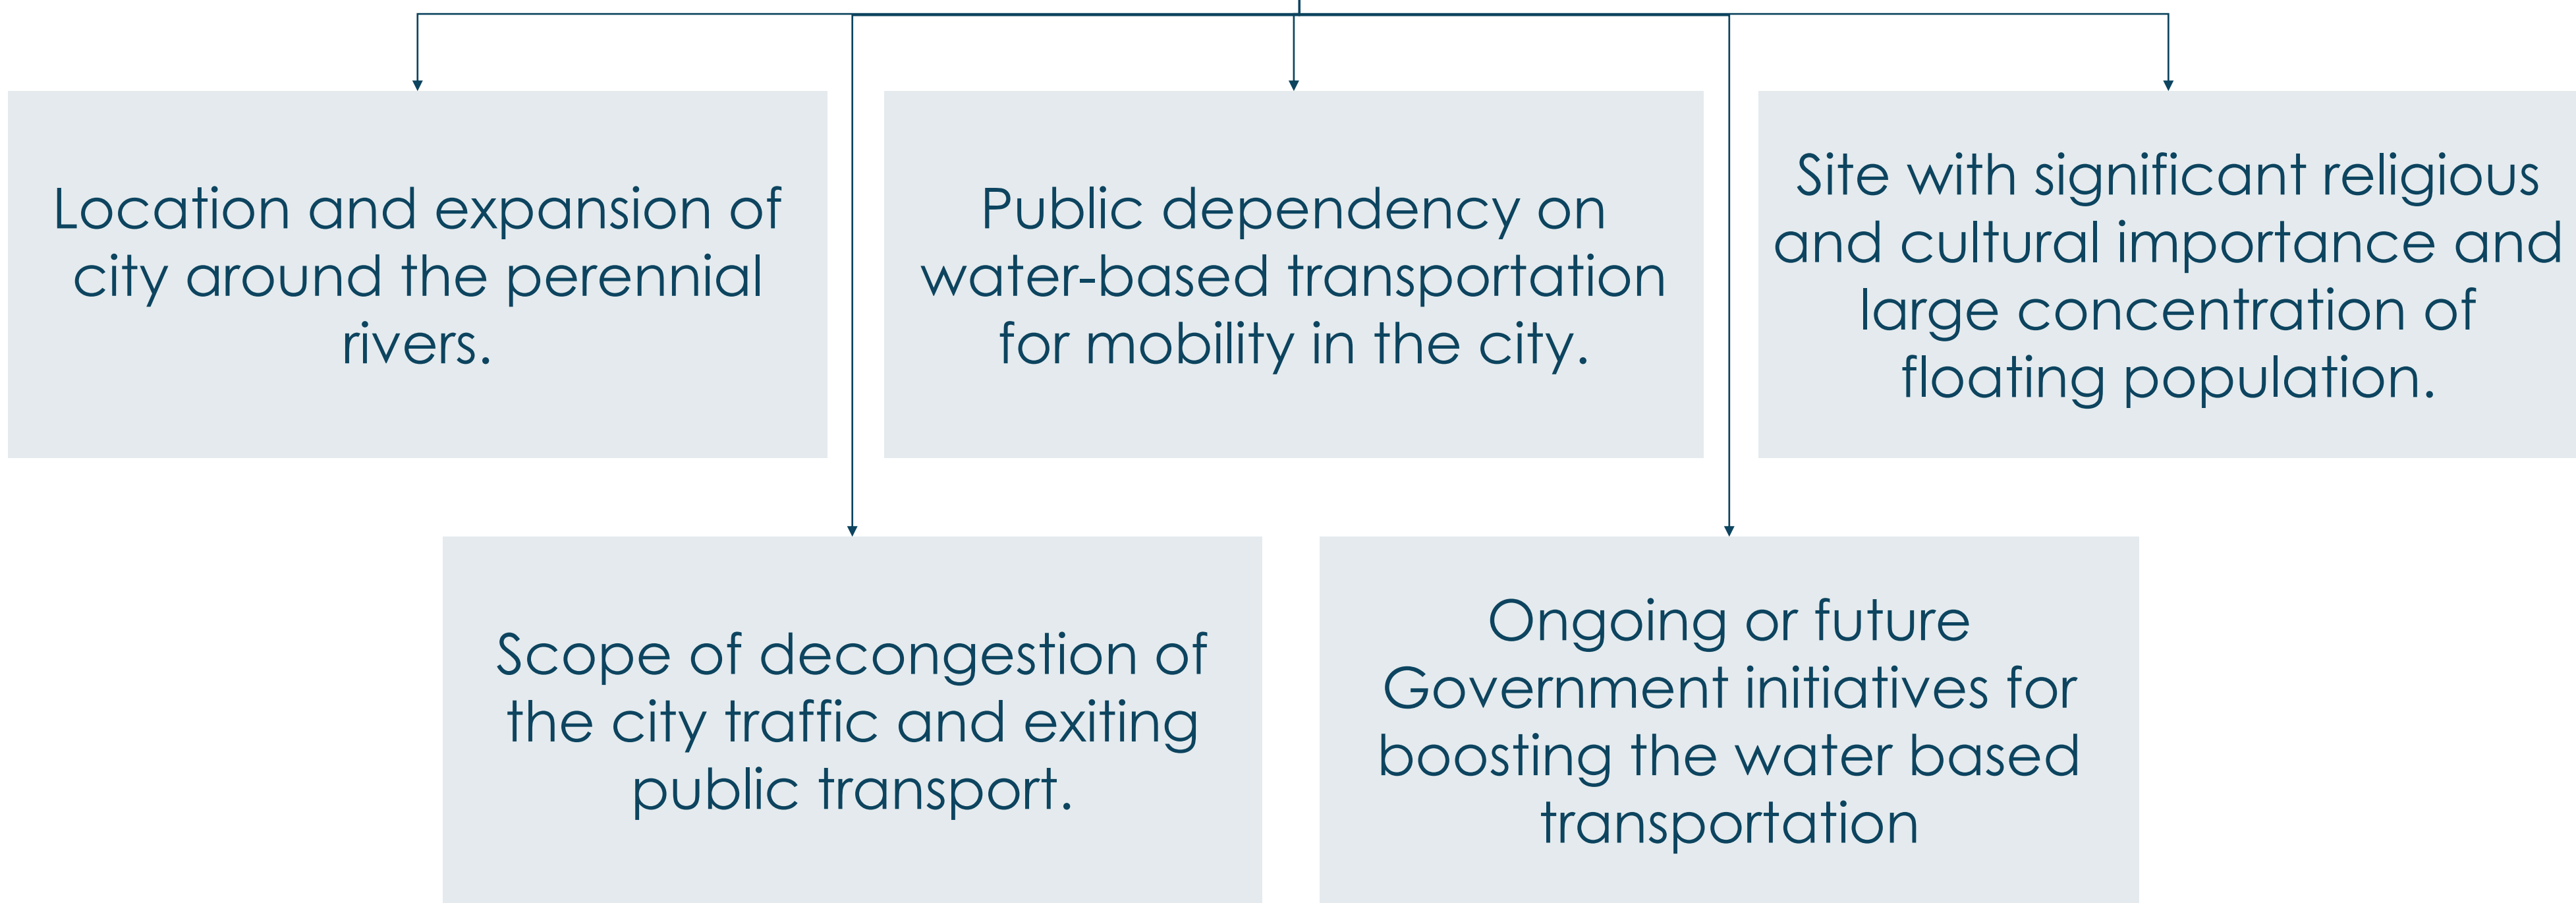 Location and expansion of
city around the perennial
rivers.
Public dependency on
water-based transportation
for mobility in the city.
Site with significant religious
and cultural importance and
large concentration of
floating population.
Scope of decongestion of
the city traffic and exiting
public transport.
Ongoing or future
Government initiatives for
boosting the water based
transportation